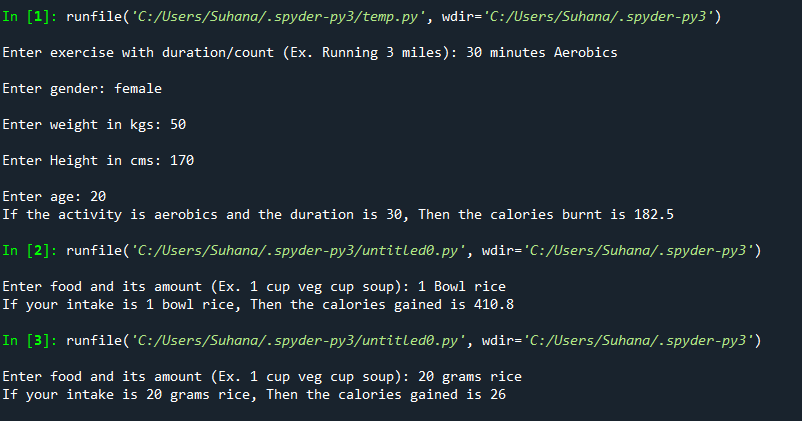 In [1]: runfile('C:/Users/Suhana/.spyder-py3/temp.py', wdir='C:/Users/Suhana/.spyder-py3')
Enter exercise with duration/count (Ex. Running 3 miles): 30 minutes Aerobics
Enter gender: female
Enter weight in kgs: 50
Enter Height in cms: 170
Enter age: 20
If the activity is aerobics and the duration is 30, Then the calories burnt is 182.5
In [2]: runfile('C:/Users/Suhana/.spyder-py3/untitled0.py', wdir='C:/Users/Suhana/.spyder-py3')
Enter food and its amount (Ex. 1 cup veg cup soup): 1 Bowl rice
If your intake is 1 bowl rice, Then the calories gained is 410.8
In [3]: runfile('C:/Users/Suhana/.spyder-py3/untitled0.py', wdir='C:/Users/Suhana/.spyder-py3')
Enter food and its amount (Ex. 1 cup veg cup soup): 20 grams rice
If your intake is 20 grams rice, Then the calories gained is 26